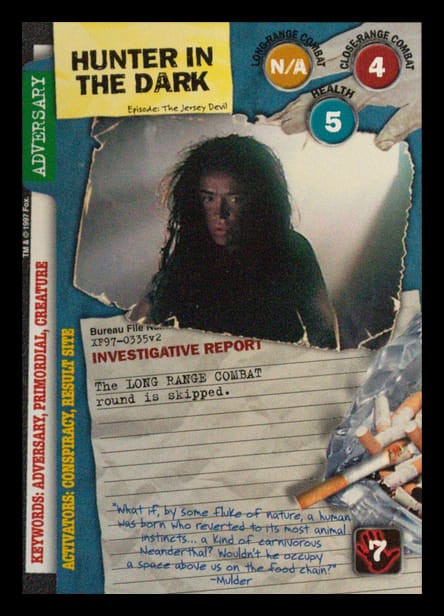 HUNTER IN
THE DARK
Episode: The Jersey Devil
LONG-RANGE COMBAT
N/A
CLOSE-RANGE COMBAT
4
HEALTH
5
ADVERSARY
TM & © 1997 Fox.
KEYWORDS: ADVERSARY, PRIMORDIAL, CREATURE
ACTIVATORS: CONSPIRACY, RESULT SITE
Bureau File
XF97-0335v2
INVESTIGATIVE REPORT
The LONG RANGE COMBAT
round is skipped.
"What if, by some fluke of nature, a human
was born who reverted to its most animal
instincts... a kind of carnivorous
Neanderthal? Wouldn't he occupy
a space above us on the food chain?"
-Mulder
7